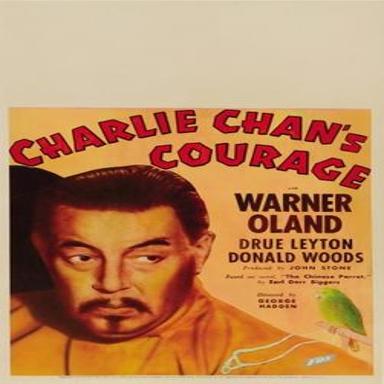 CHARLIE CHAN'S
COURAGE
WARNER
OLAND
DRUE LEYTON
DONALD WOODS
Produced by JOHN STONE
Based on novel, "The Chinese Parrot,"
by Earl Derr Biggers
Directed by
GEORGE
HADDEN
FOX